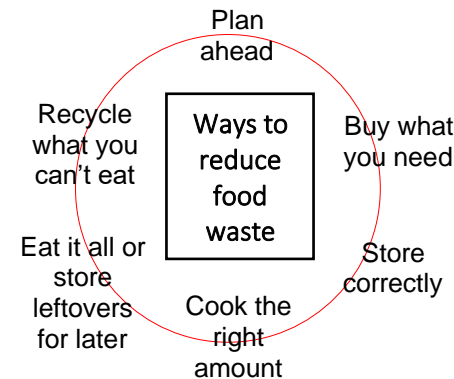 Plan
ahead
Ways to
reduce
food
waste
Buy what
you need
Store
correctly
Cook the
right
amount
Eat it all or
store
leftovers
for later
Recycle
what you
can't eat